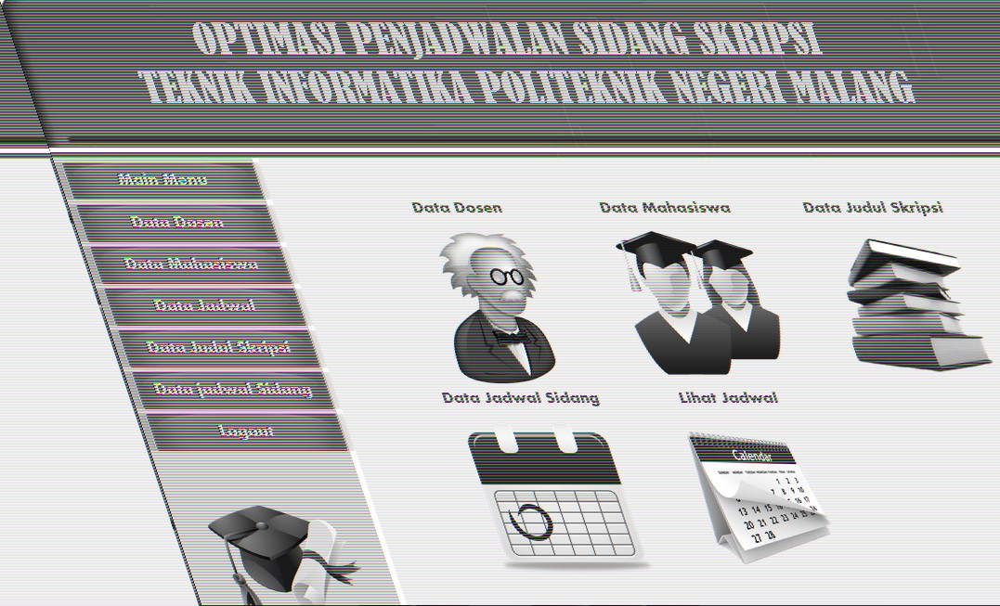 OPTIMASI PENJADWALAN SIDANG SKRIPSI
TEKNIK INFORMATIKA POLITEKNIK NEGERI MALANG
Main Menu
Data Dosen
Data Mahasiswa
Data Jadwal
Data Judul Skripsi
Data jadwal Sidang
Logout
Data Dosen
Data Mahasiswa
Data Judul Skripsi
Data Jadwal Sidang
Lihat Jadwal
Calendar
1 2 3
7 8 9 10
13 14 15 16 17
20 21 22 23 24
27 28